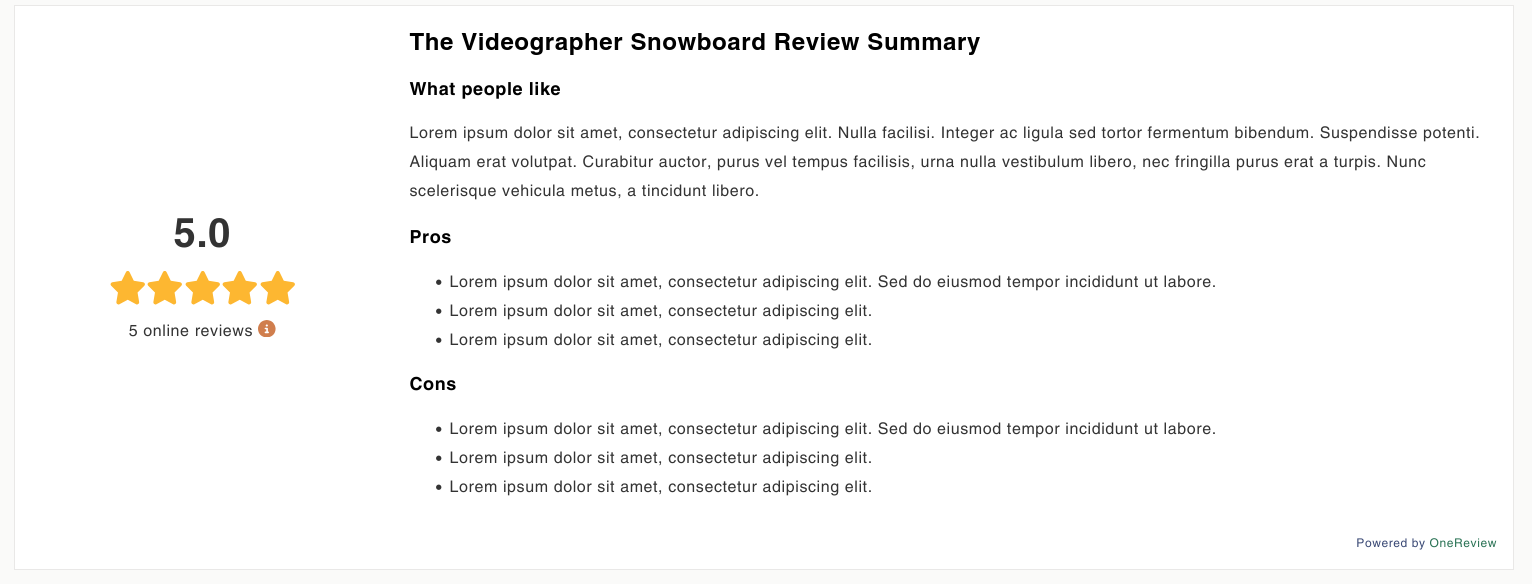 The Videographer Snowboard Review Summary
What people like
Lorem ipsum dolor sit amet, consectetur adipiscing elit. Nulla facilisi. Integer ac ligula sed tortor fermentum bibendum. Suspendisse potenti.
Aliquam erat volutpat. Curabitur auctor, purus vel tempus facilisis, urna nulla vestibulum libero, nec fringilla purus erat a turpis. Nunc
scelerisque vehicula metus, a tincidunt libero.
5.0
5 online reviews
Pros
• Lorem ipsum dolor sit amet, consectetur adipiscing elit. Sed do eiusmod tempor incididunt ut labore.
• Lorem ipsum dolor sit amet, consectetur adipiscing elit.
• Lorem ipsum dolor sit amet, consectetur adipiscing elit.
Cons
• Lorem ipsum dolor sit amet, consectetur adipiscing elit. Sed do eiusmod tempor incididunt ut labore.
• Lorem ipsum dolor sit amet, consectetur adipiscing elit.
• Lorem ipsum dolor sit amet, consectetur adipiscing elit.
Powered by OneReview